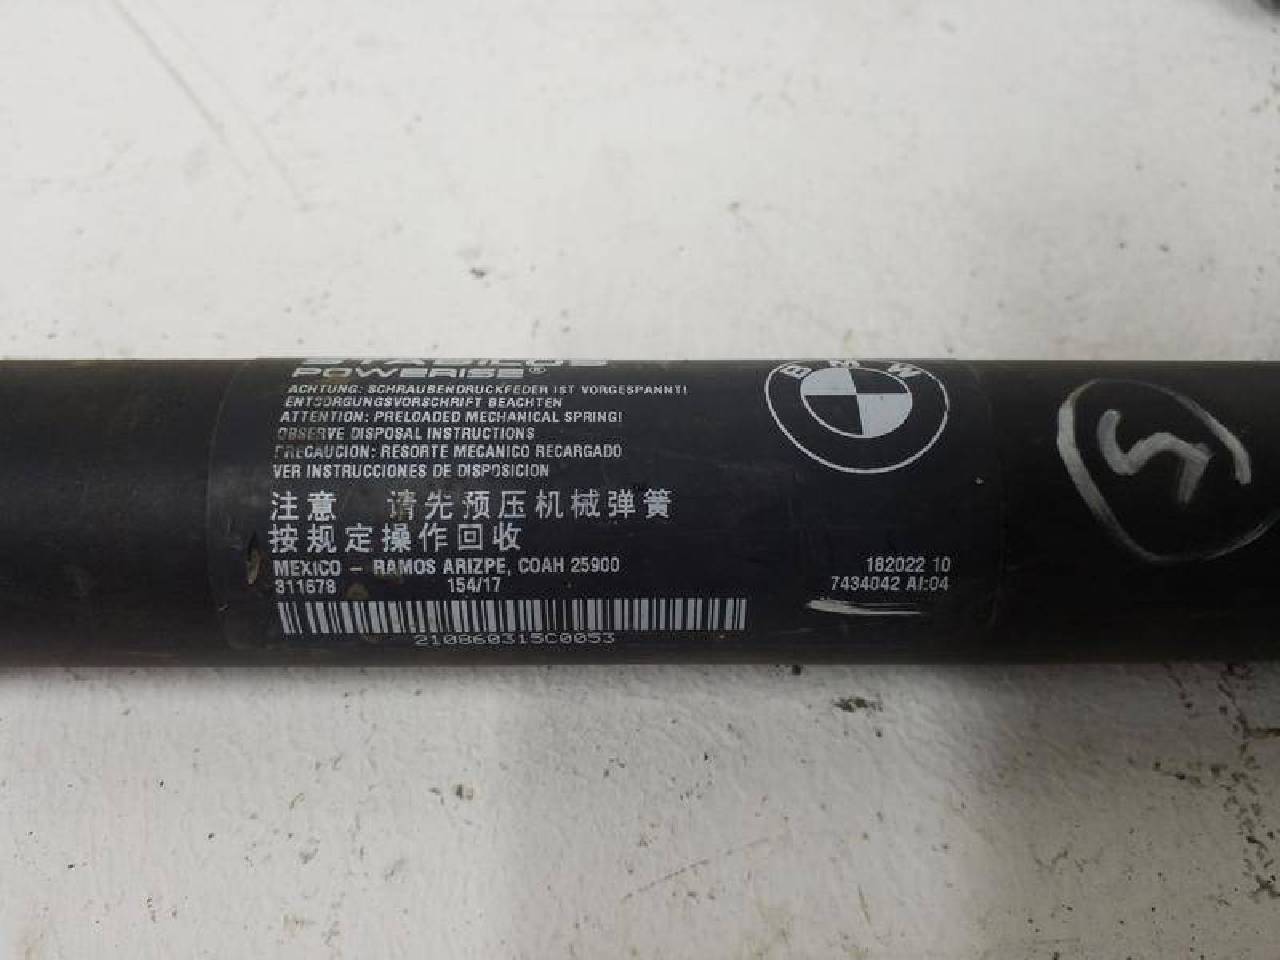 STABILUS
POWERISE®
ACHTUNG: SCHRAUBENDRUCKFEDER IST VORGESPANNT!
ENTSORGUNGSVORSCHRIFT BEACHTEN
ATTENTION: PRELOADED MECHANICAL SPRING!
OBSERVE DISPOSAL INSTRUCTIONS
PRECAUCION: RESORTE MECANICO RECARGADO
VER INSTRUCCIONES DE DISPOSICION
注意 请先预压机械弹簧
按规定操作回收
MEXICO - RAMOS ARIZPE, COAH 25900
311678 154/17
210860315C0053
BMW
182022 10
7434042 AI:04
5